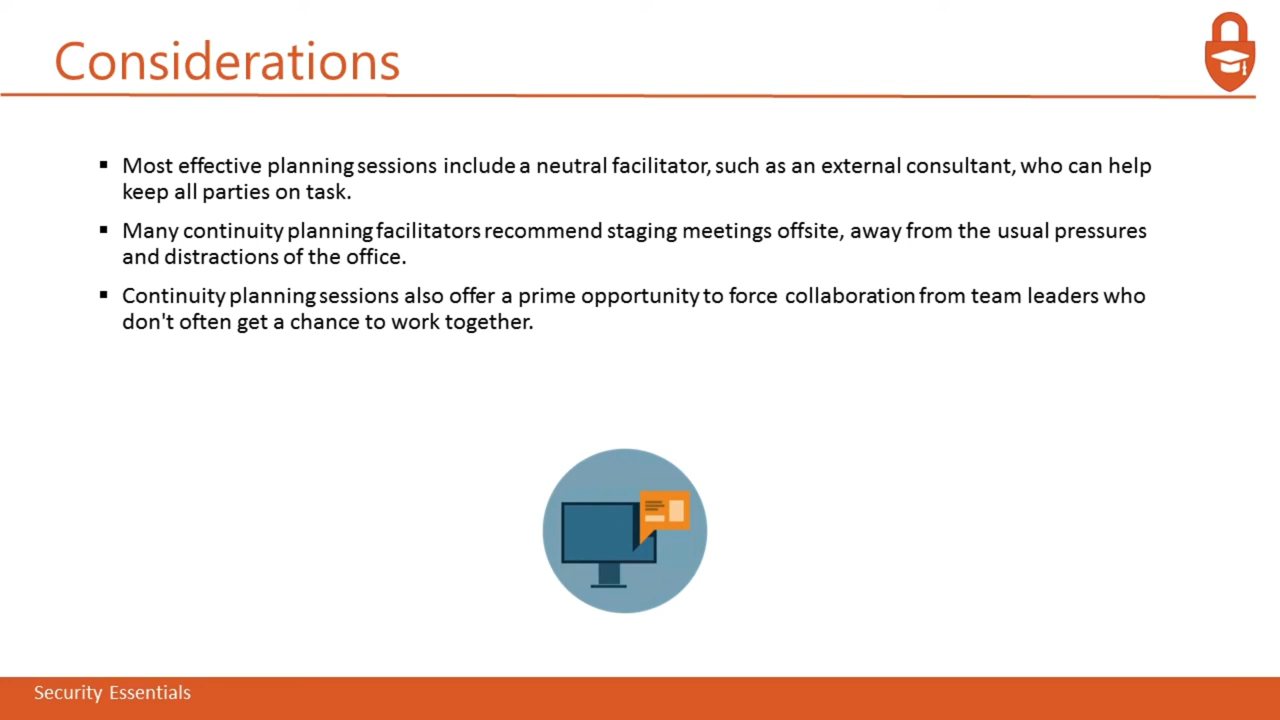 Considerations
▪ Most effective planning sessions include a neutral facilitator, such as an external consultant, who can help
keep all parties on task.
▪ Many continuity planning facilitators recommend staging meetings offsite, away from the usual pressures
and distractions of the office.
▪ Continuity planning sessions also offer a prime opportunity to force collaboration from team leaders who
don't often get a chance to work together.
Security Essentials